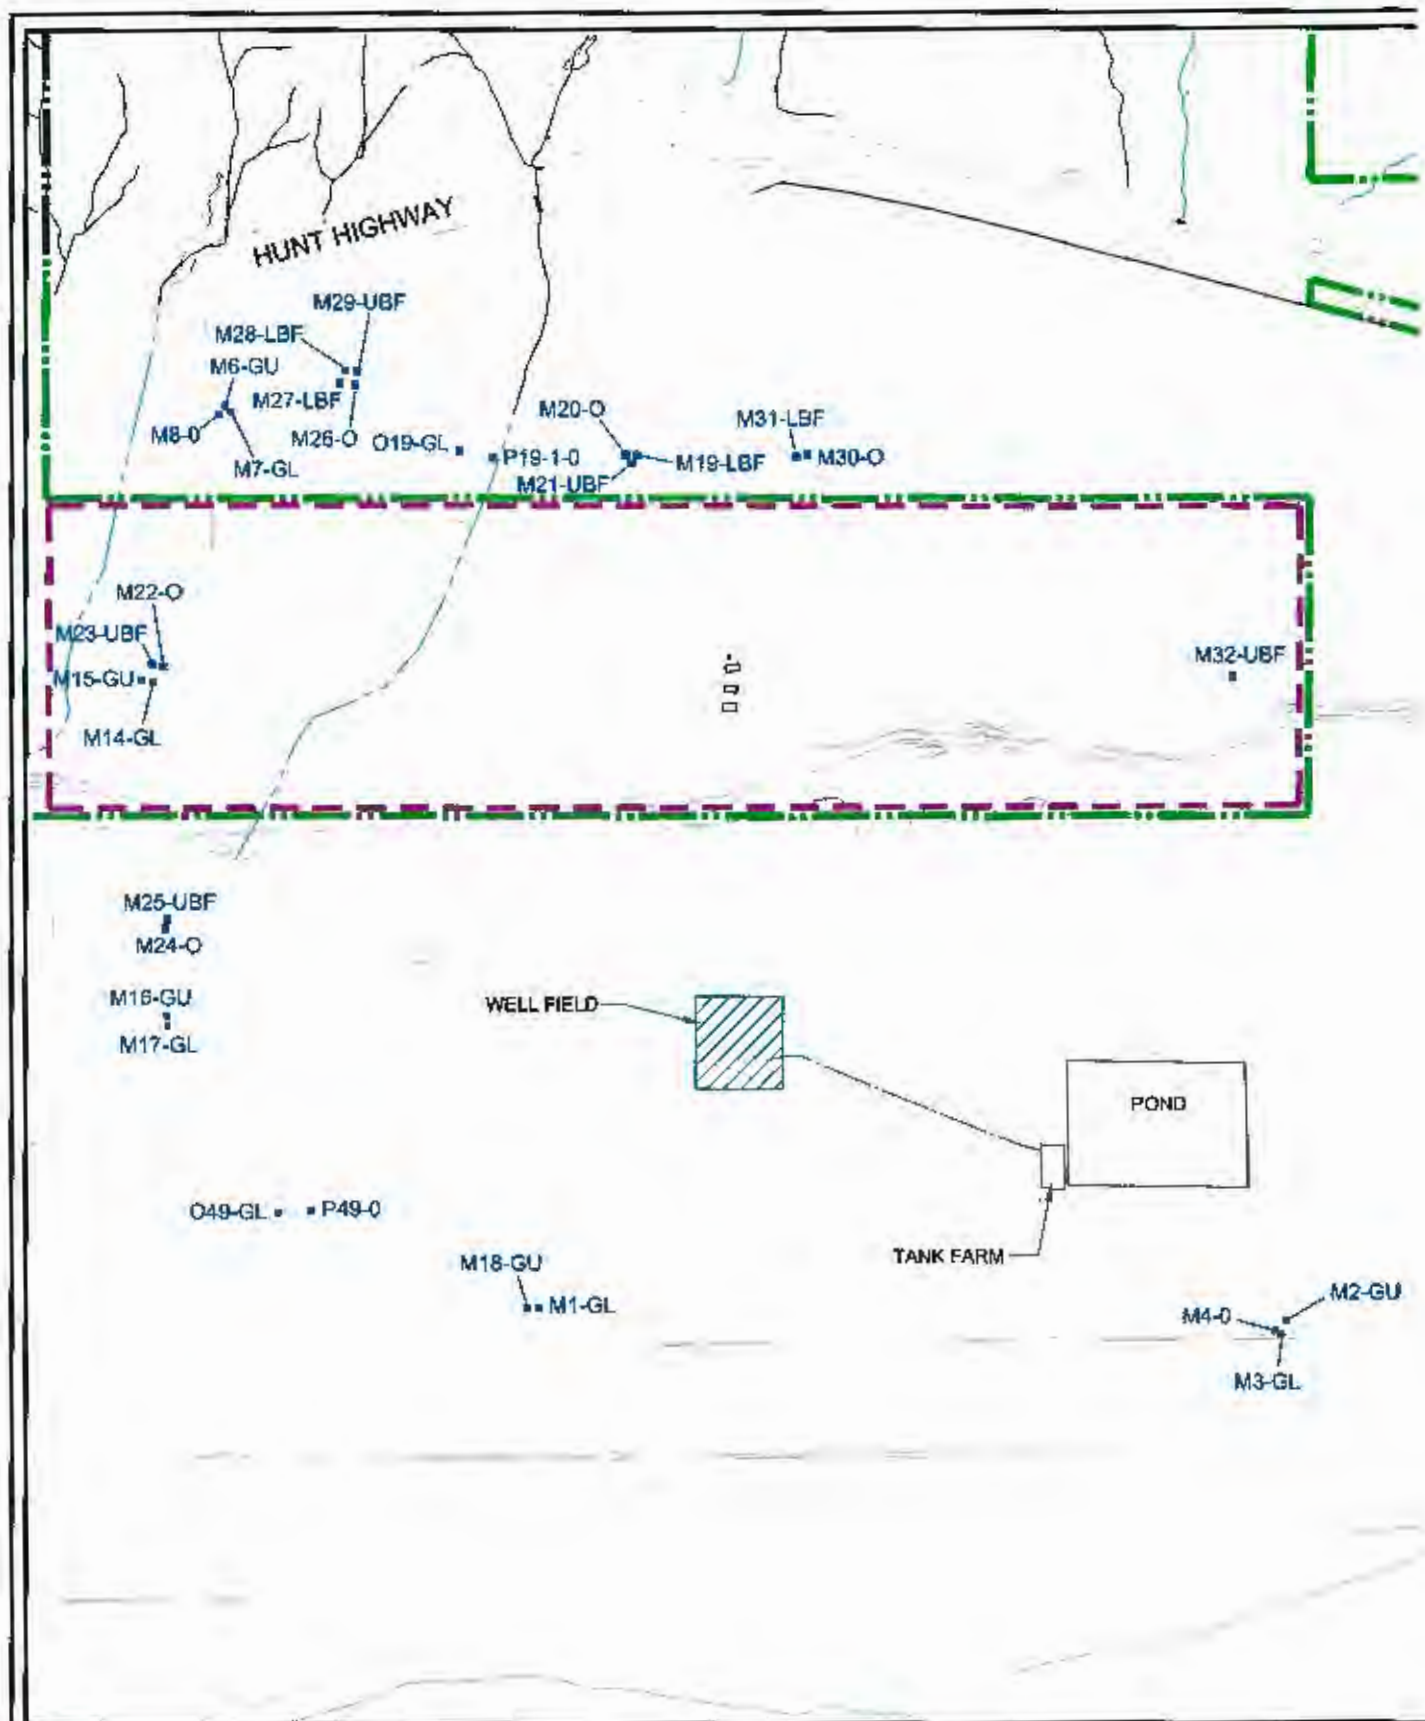 HUNT HIGHWAY
M29-UBF
M28-LBF
M6-GU
M27-LBF
M20-O
M31-LBF
M8-0
M26-O
O19-GL
P19-1-0
M19-LBF
M30-O
M7-GL
M21-UBF
M22-O
M23-UBF
M32-UBF
M15-GU
M14-GL
M25-UBF
M24-O
M16-GU
WELL FIELD
M17-GL
POND
O49-GL
P49-0
TANK FARM
M18-GU
M1-GL
M2-GU
M4-0
M3-GL